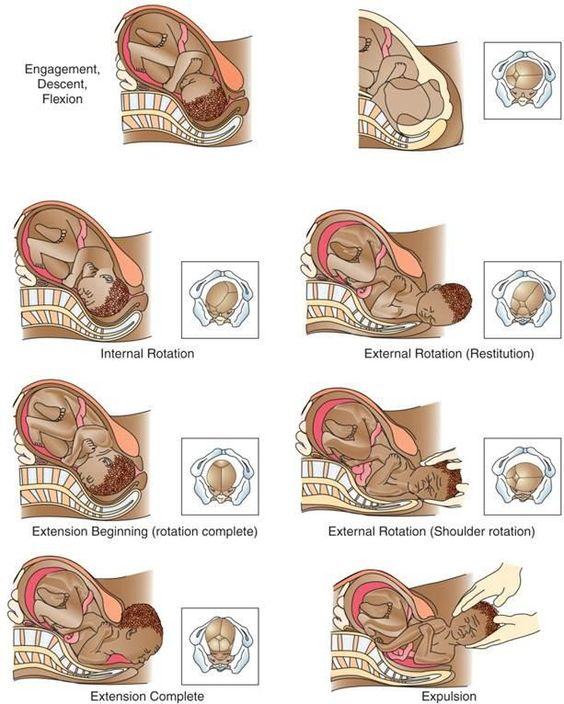 Engagement,
Descent,
Flexion
Internal Rotation
External Rotation (Restitution)
Extension Beginning (rotation complete)
External Rotation (Shoulder rotation)
Extension Complete
Expulsion